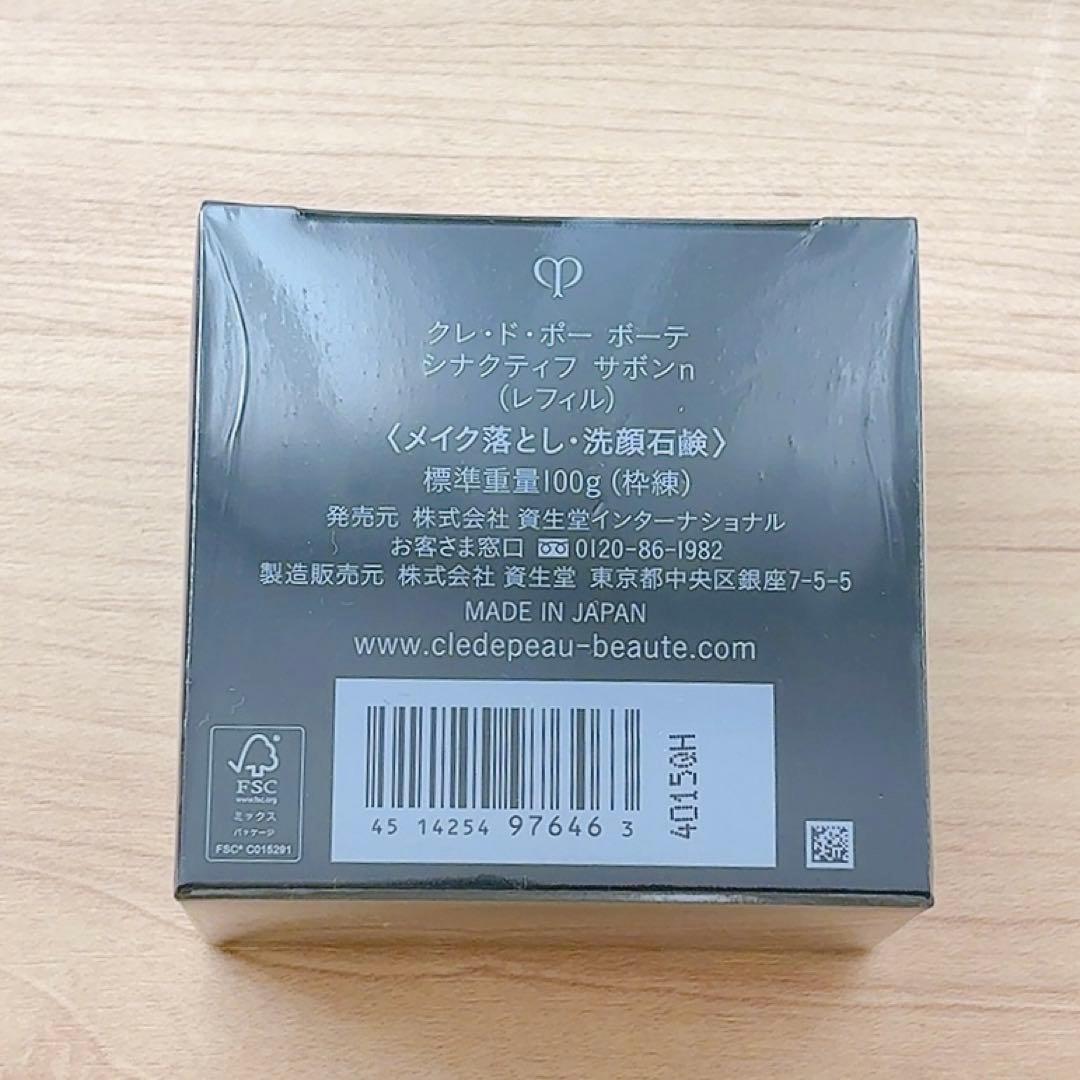 クレ・ド・ポー ボーテ
シナクティフ サボンn
(レフィル)
〈メイク落とし・洗顔石鹸〉
標準重量100g (枠練)
発売元 株式会社 資生堂インターナショナル
お客さま窓口 0120-86-1982
製造販売元 株式会社 資生堂 東京都中央区銀座7-5-5
MADE IN JAPAN
www.cledepeau-beaute.com
FSC
www.fsc.org
ミックス
パッケージ
FSC® C015291
45 14254 97646 3
4015QH